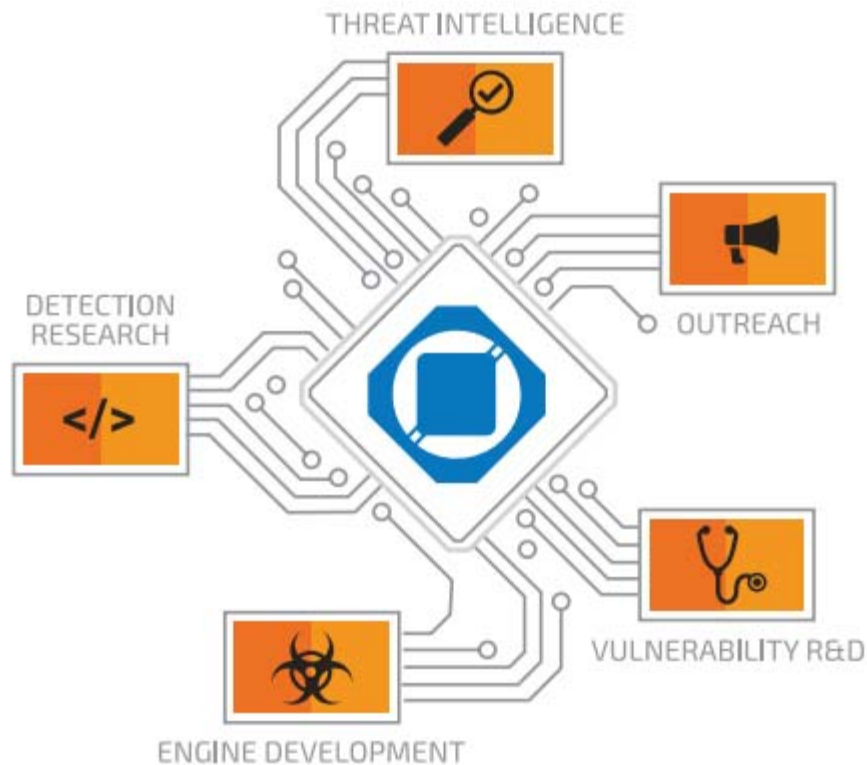 THREAT INTELLIGENCE
OUTREACH
DETECTION
RESEARCH
</>
VULNERABILITY R&D
ENGINE DEVELOPMENT